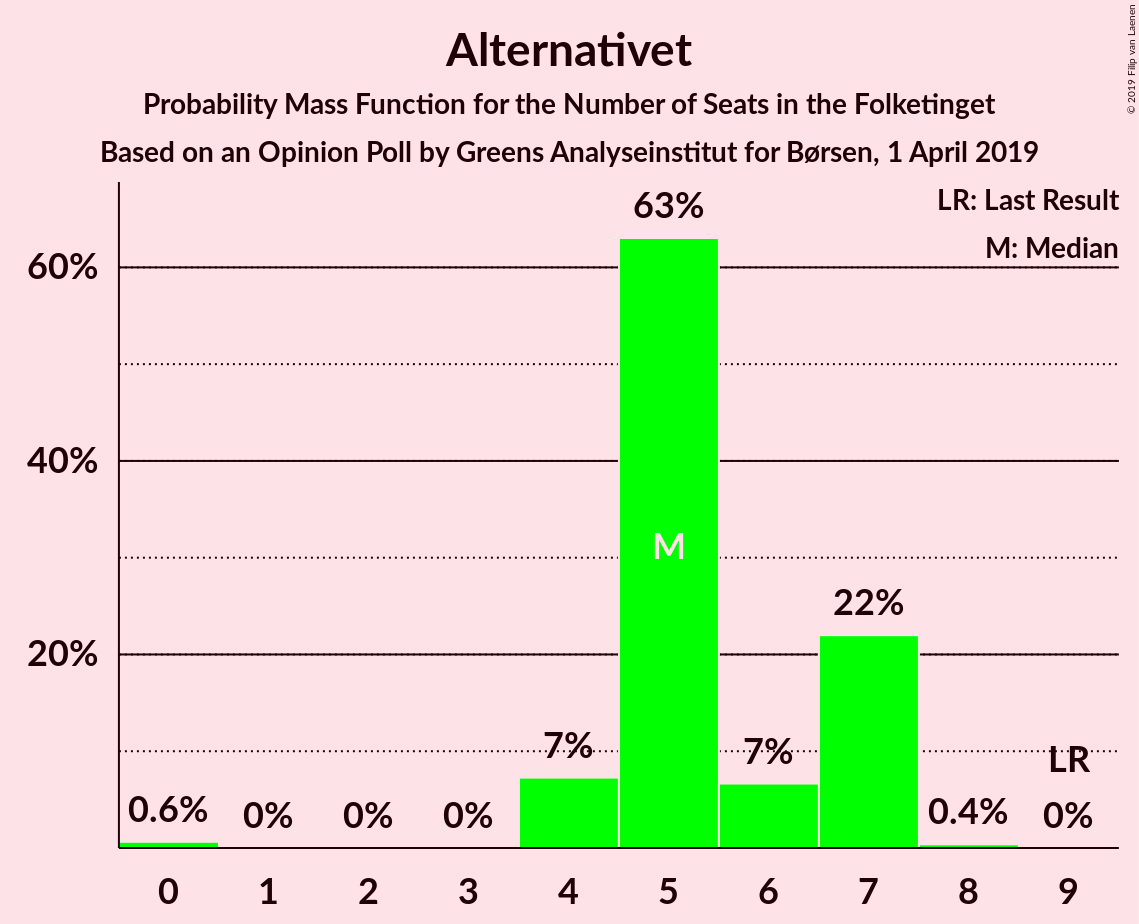 Alternativet
Probability Mass Function for the Number of Seats in the Folketinget
Based on an Opinion Poll by Greens Analyseinstitut for Børsen, 1 April 2019
© 2019 Filip van Laenen
LR: Last Result
M: Median
63%
60%
40%
M
22%
20%
7%
7%
LR
0.6%
0%
0%
0%
0.4%
0%
0 1 2 3 4 5 6 7 8 9